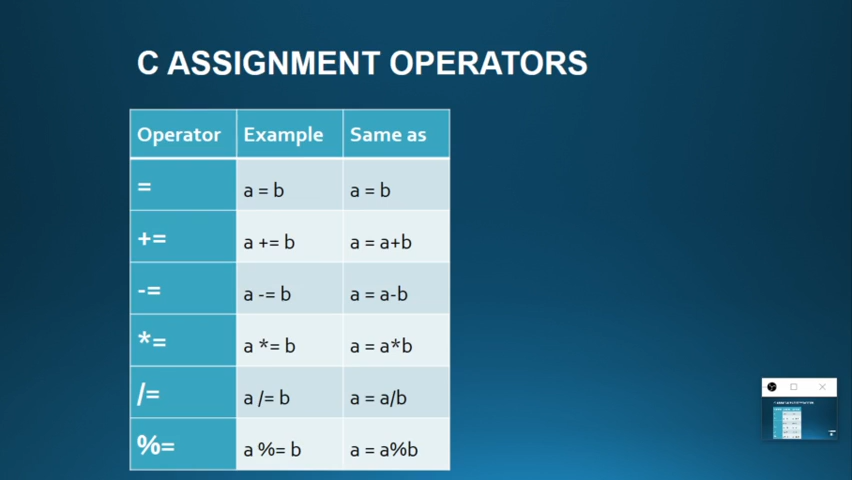 C ASSIGNMENT OPERATORS
Operator Example Same as
= a = b a = b
+= a += b a = a+b
-= a -= b a = a-b
*= a *= b a = a*b
/= a /= b a = a/b
%= a %= b a = a%b